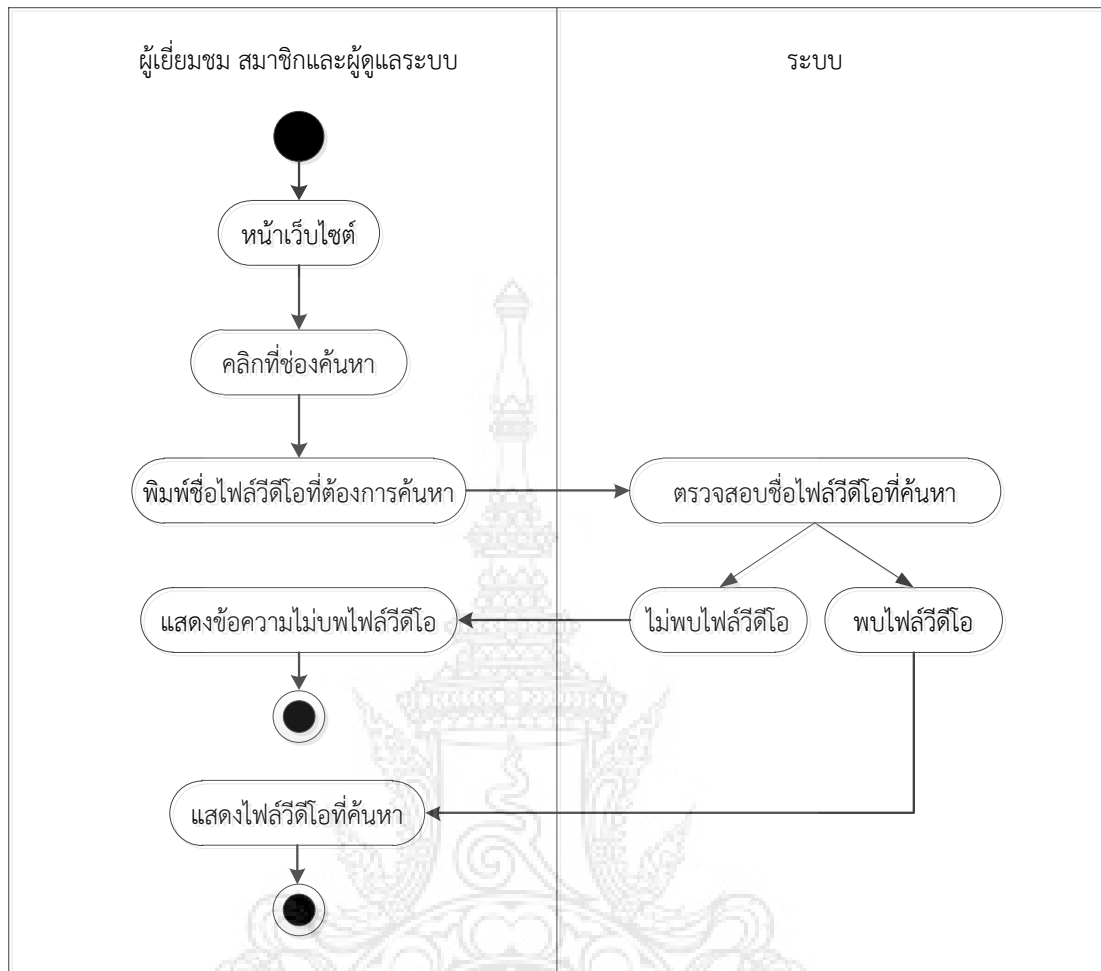 ผู้เยี่ยมชม สมาชิกและผู้ดูแลระบบ
ระบบ
หน้าเว็บไซต์
คลิกที่ช่องค้นหา
พิมพ์ชื่อไฟล์วีดีโอที่ต้องการค้นหา
ตรวจสอบชื่อไฟล์วีดีโอที่ค้นหา
แสดงข้อความไม่บพไฟล์วีดีโอ
ไม่พบไฟล์วีดีโอ
พบไฟล์วีดีโอ
แสดงไฟล์วีดีโอที่ค้นหา